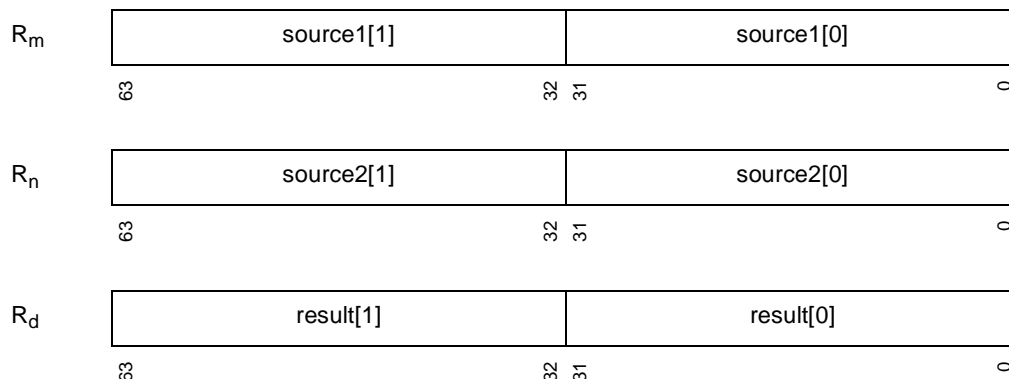 Rm source1[1] source1[0]
63 32 31 0
Rn source2[1] source2[0]
63 32 31 0
Rd result[1] result[0]
63 32 31 0